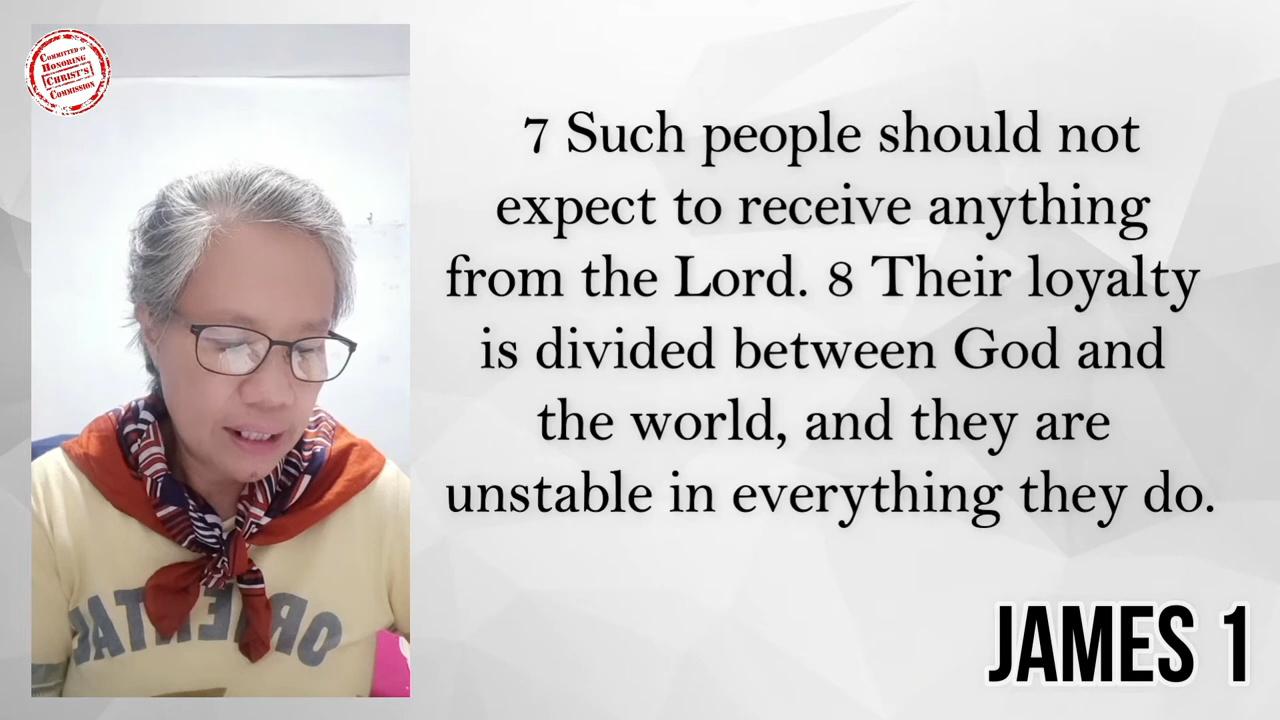 COMMITTED TO
HONORING
CHRIST'S
COMMISSION
7 Such people should not
expect to receive anything
from the Lord. 8 Their loyalty
is divided between God and
the world, and they are
unstable in everything they do.
ORIENTAL
JAMES 1